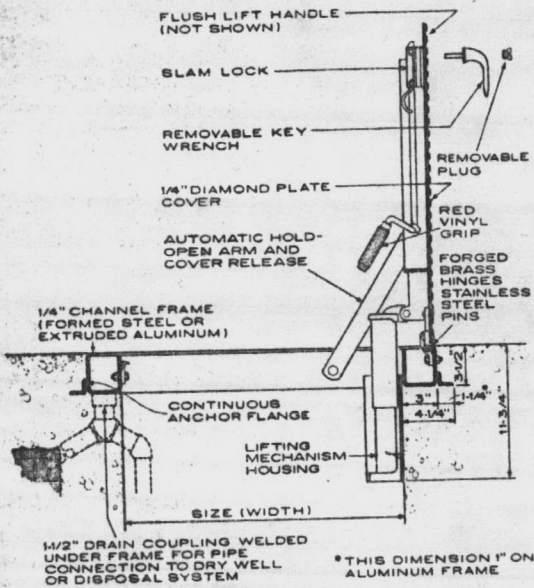 FLUSH LIFT HANDLE
(NOT SHOWN)
SLAM LOCK
REMOVABLE KEY
WRENCH
REMOVABLE
PLUG
1/4" DIAMOND PLATE
COVER
RED
VINYL
GRIP
AUTOMATIC HOLD-
OPEN ARM AND
COVER RELEASE
FORGED
BRASS
HINGES
STAINLESS
STEEL
PINS
1/4" CHANNEL FRAME
(FORMED STEEL OR
EXTRUDED ALUMINUM)
3-1/2"
3"
1-1/4"*
4-1/4"
11-3/4"
CONTINUOUS
ANCHOR FLANGE
LIFTING
MECHANISM
HOUSING
SIZE (WIDTH)
1-1/2" DRAIN COUPLING WELDED
UNDER FRAME FOR PIPE
CONNECTION TO DRY WELL
OR DISPOSAL SYSTEM
*THIS DIMENSION 1" ON
ALUMINUM FRAME